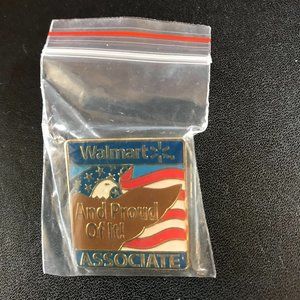 Walmart
And Proud
Of It!
ASSOCIATE